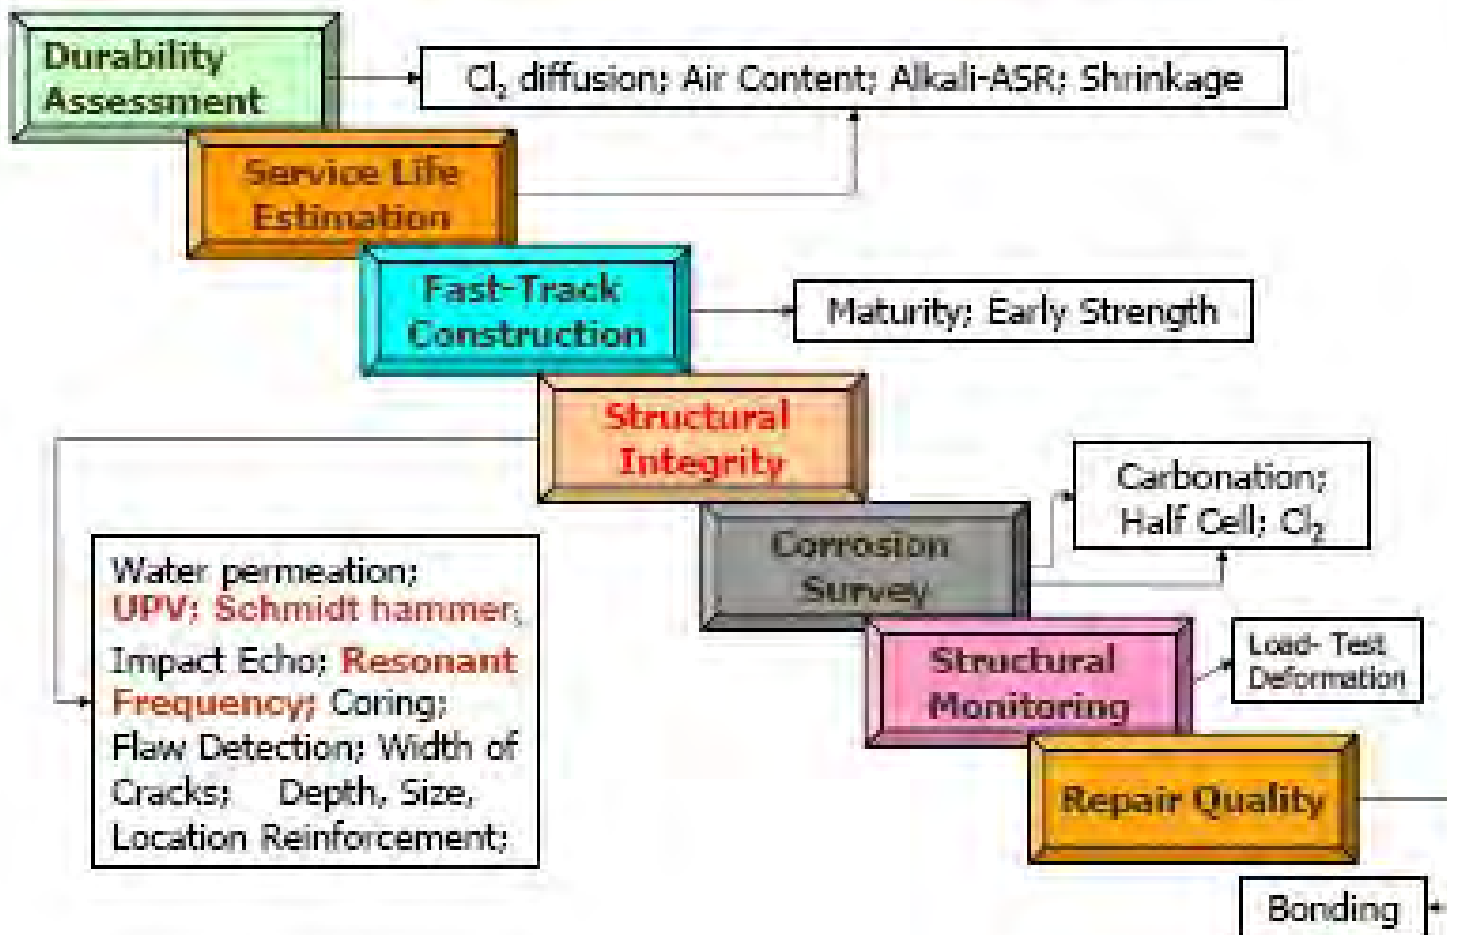 Durability
Assessment
Cl₂ diffusion; Air Content; Alkali-ASR; Shrinkage
Service Life
Estimation
Fast-Track
Construction
Maturity; Early Strength
Structural
Integrity
Carbonation;
Half Cell; Cl₂
Corrosion
Survey
Water permeation;
UPV; Schmidt hammer;
Impact Echo; Resonant
Frequency; Coring;
Flaw Detection; Width of
Cracks; Depth, Size,
Location Reinforcement;
Structural
Monitoring
Load- Test
Deformation
Repair Quality
Bonding